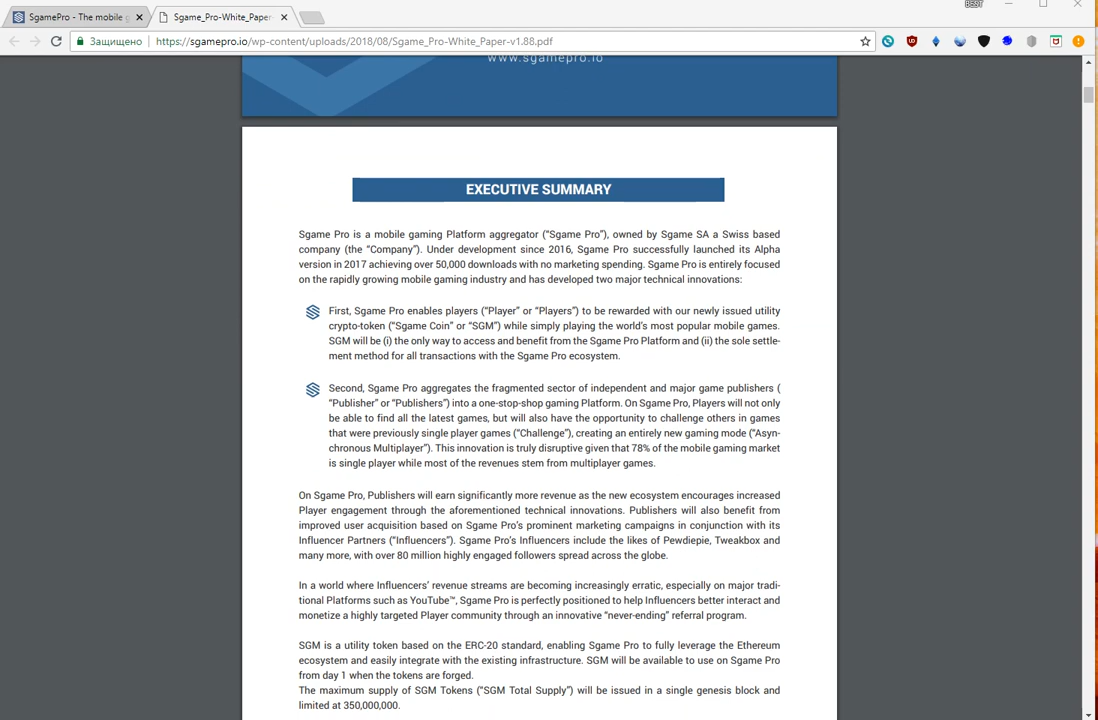 BEST
SgamePro - The mobile g
Sgame_Pro-White_Paper-
Защищено
https://sgamepro.io/wp-content/uploads/2018/08/Sgame_Pro-White_Paper-v1.88.pdf
www.sgamepro.io
EXECUTIVE SUMMARY
Sgame Pro is a mobile gaming Platform aggregator (“Sgame Pro”), owned by Sgame SA a Swiss based
company (the “Company”). Under development since 2016, Sgame Pro successfully launched its Alpha
version in 2017 achieving over 50,000 downloads with no marketing spending. Sgame Pro is entirely focused
on the rapidly growing mobile gaming industry and has developed two major technical innovations:
First, Sgame Pro enables players (“Player” or “Players”) to be rewarded with our newly issued utility
crypto-token (“Sgame Coin” or “SGM”) while simply playing the world’s most popular mobile games.
SGM will be (i) the only way to access and benefit from the Sgame Pro Platform and (ii) the sole settle-
ment method for all transactions with the Sgame Pro ecosystem.
Second, Sgame Pro aggregates the fragmented sector of independent and major game publishers (
“Publisher” or “Publishers”) into a one-stop-shop gaming Platform. On Sgame Pro, Players will not only
be able to find all the latest games, but will also have the opportunity to challenge others in games
that were previously single player games (“Challenge”), creating an entirely new gaming mode (“Asyn-
chronous Multiplayer”). This innovation is truly disruptive given that 78% of the mobile gaming market
is single player while most of the revenues stem from multiplayer games.
On Sgame Pro, Publishers will earn significantly more revenue as the new ecosystem encourages increased
Player engagement through the aforementioned technical innovations. Publishers will also benefit from
improved user acquisition based on Sgame Pro’s prominent marketing campaigns in conjunction with its
Influencer Partners (“Influencers”). Sgame Pro’s Influencers include the likes of Pewdiepie, Tweakbox and
many more, with over 80 million highly engaged followers spread across the globe.
In a world where Influencers’ revenue streams are becoming increasingly erratic, especially on major tradi-
tional Platforms such as YouTube™, Sgame Pro is perfectly positioned to help Influencers better interact and
monetize a highly targeted Player community through an innovative “never-ending” referral program.
SGM is a utility token based on the ERC-20 standard, enabling Sgame Pro to fully leverage the Ethereum
ecosystem and easily integrate with the existing infrastructure. SGM will be available to use on Sgame Pro
from day 1 when the tokens are forged.
The maximum supply of SGM Tokens (“SGM Total Supply”) will be issued in a single genesis block and
limited at 350,000,000.